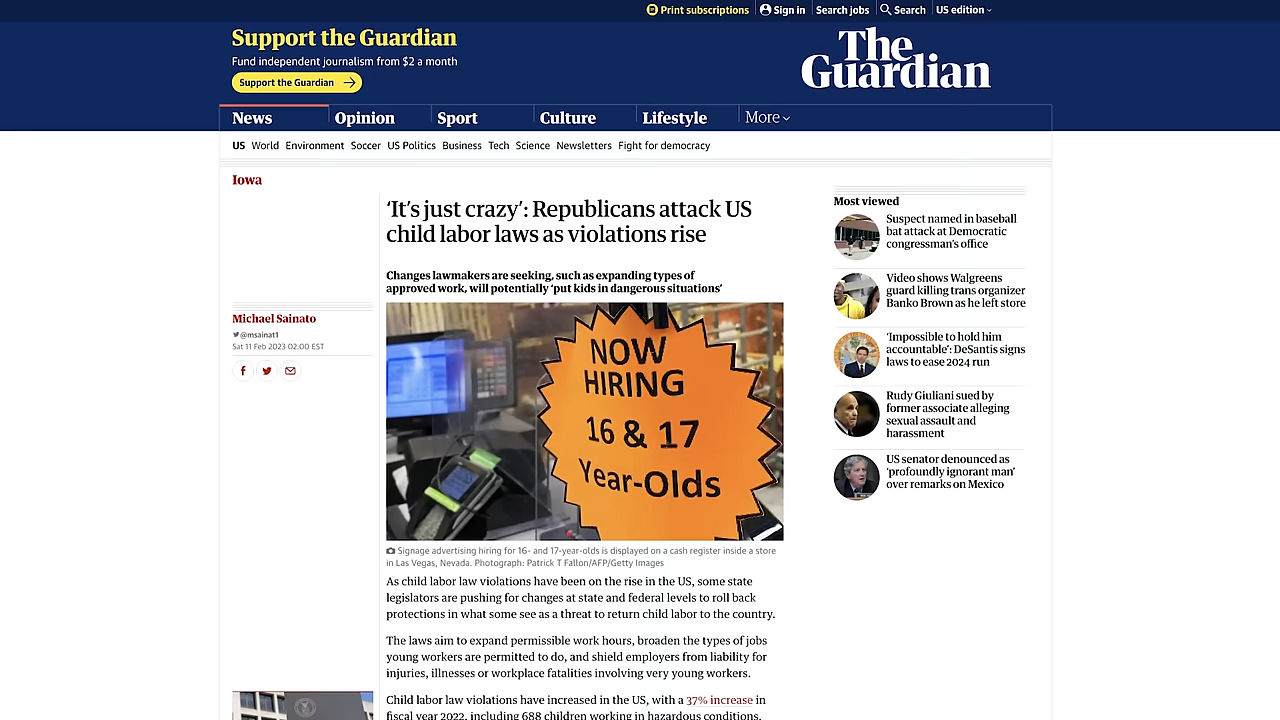 Print subscriptions
Sign in
Search jobs
Search
US edition
Support the Guardian
Fund independent journalism from $2 a month
Support the Guardian
The
Guardian
News
Opinion
Sport
Culture
Lifestyle
More
US World Environment Soccer US Politics Business Tech Science Newsletters Fight for democracy
Iowa
‘It’s just crazy’: Republicans attack US
child labor laws as violations rise
Changes lawmakers are seeking, such as expanding types of
approved work, will potentially ‘put kids in dangerous situations’
Michael Sainato
@msainat1
Sat 11 Feb 2023 02.00 EST
NOW
HIRING
16 & 17
Year-Olds
Signage advertising hiring for 16- and 17-year-olds is displayed on a cash register inside a store
in Las Vegas, Nevada. Photograph: Patrick T Fallon/AFP/Getty Images
As child labor law violations have been on the rise in the US, some state
legislators are pushing for changes at state and federal levels to roll back
protections in what some see as a threat to return child labor to the country.
The laws aim to expand permissible work hours, broaden the types of jobs
young workers are permitted to do, and shield employers from liability for
injuries, illnesses or workplace fatalities involving very young workers.
Child labor law violations have increased in the US, with a 37% increase in
fiscal year 2022, including 688 children working in hazardous conditions,
Most viewed
Suspect named in baseball
bat attack at Democratic
congressman’s office
Video shows Walgreens
guard killing trans organizer
Banko Brown as he left store
‘Impossible to hold him
accountable’: DeSantis signs
laws to ease 2024 run
Rudy Giuliani sued by
former associate alleging
sexual assault and
harassment
US senator denounced as
‘profoundly ignorant man’
over remarks on Mexico